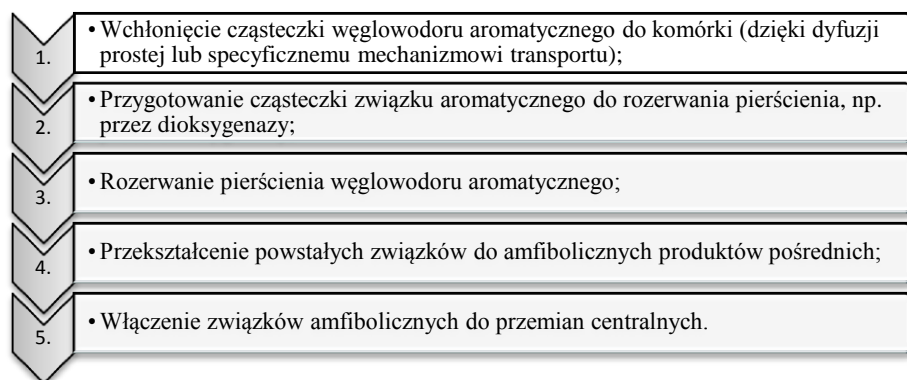 1.
• Wchłonięcie cząsteczki węglowodoru aromatycznego do komórki (dzięki dyfuzji
prostej lub specyficznemu mechanizmowi transportu);
2.
• Przygotowanie cząsteczki związku aromatycznego do rozerwania pierścienia, np.
przez dioksygenazy;
3.
• Rozerwanie pierścienia węglowodoru aromatycznego;
4.
• Przekształcenie powstałych związków do amfibolicznych produktów pośrednich;
5.
• Włączenie związków amfibolicznych do przemian centralnych.